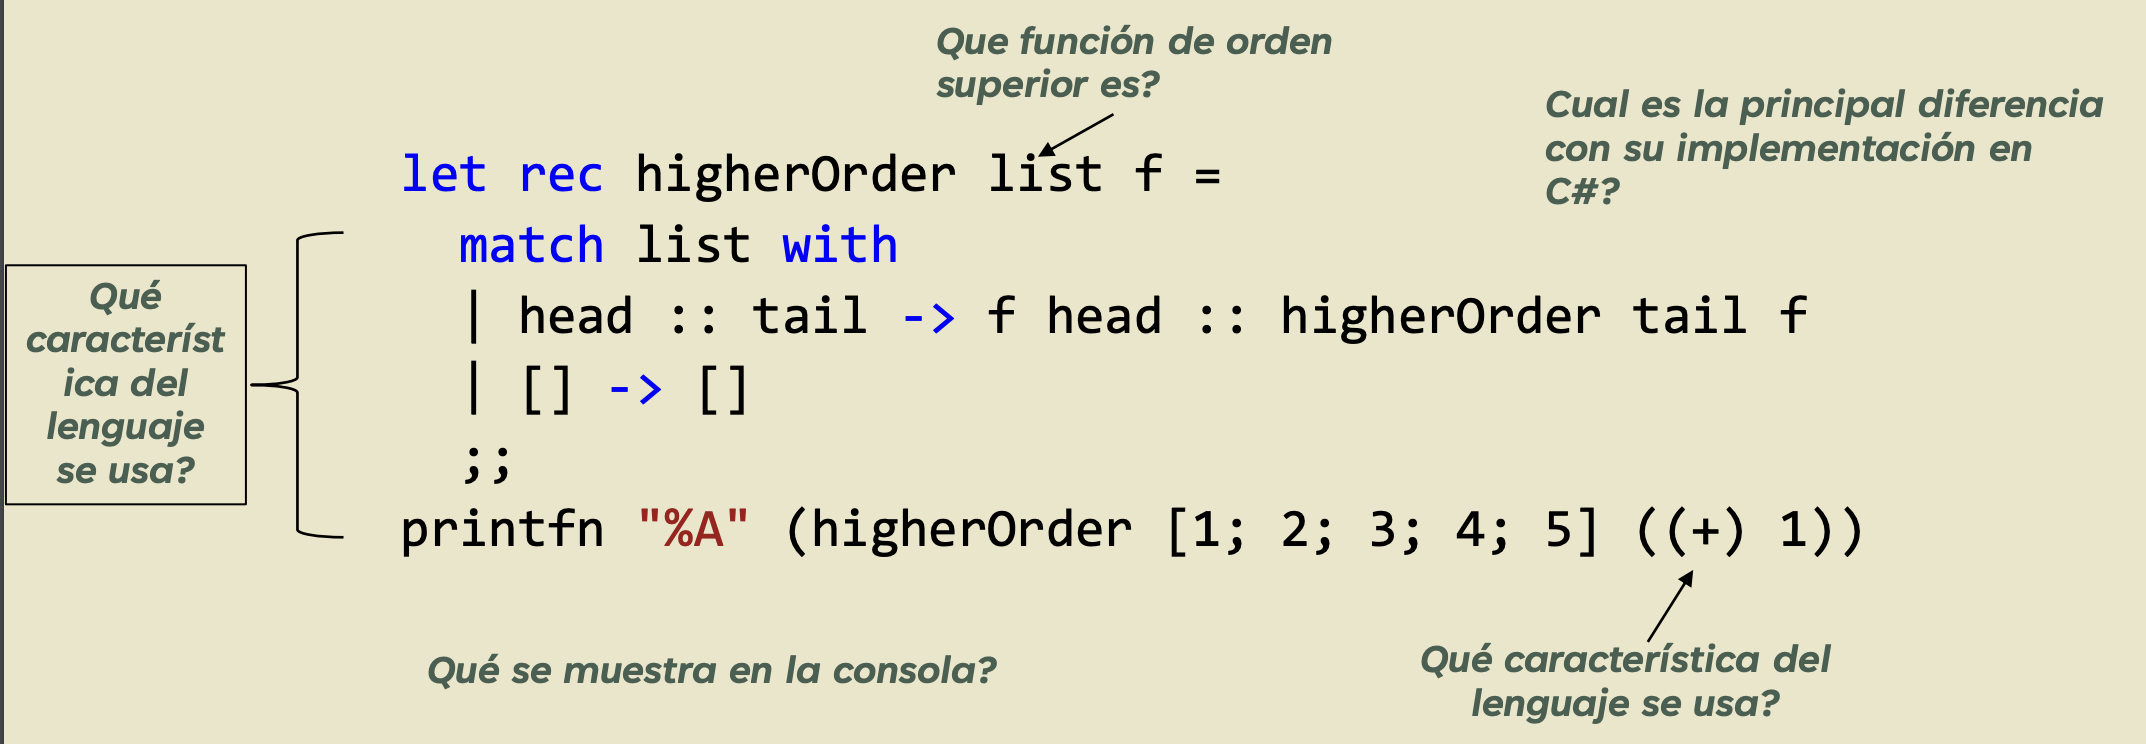 Que función de orden
superior es?
Cual es la principal diferencia
con su implementación en
C#?
let rec higherOrder list f =
match list with
| head :: tail -> f head :: higherOrder tail f
| [] -> []
;;
printfn "%A" (higherOrder [1; 2; 3; 4; 5] ((+) 1))
Qué
característ
ica del
lenguaje
se usa?
Qué se muestra en la consola?
Qué característica del
lenguaje se usa?